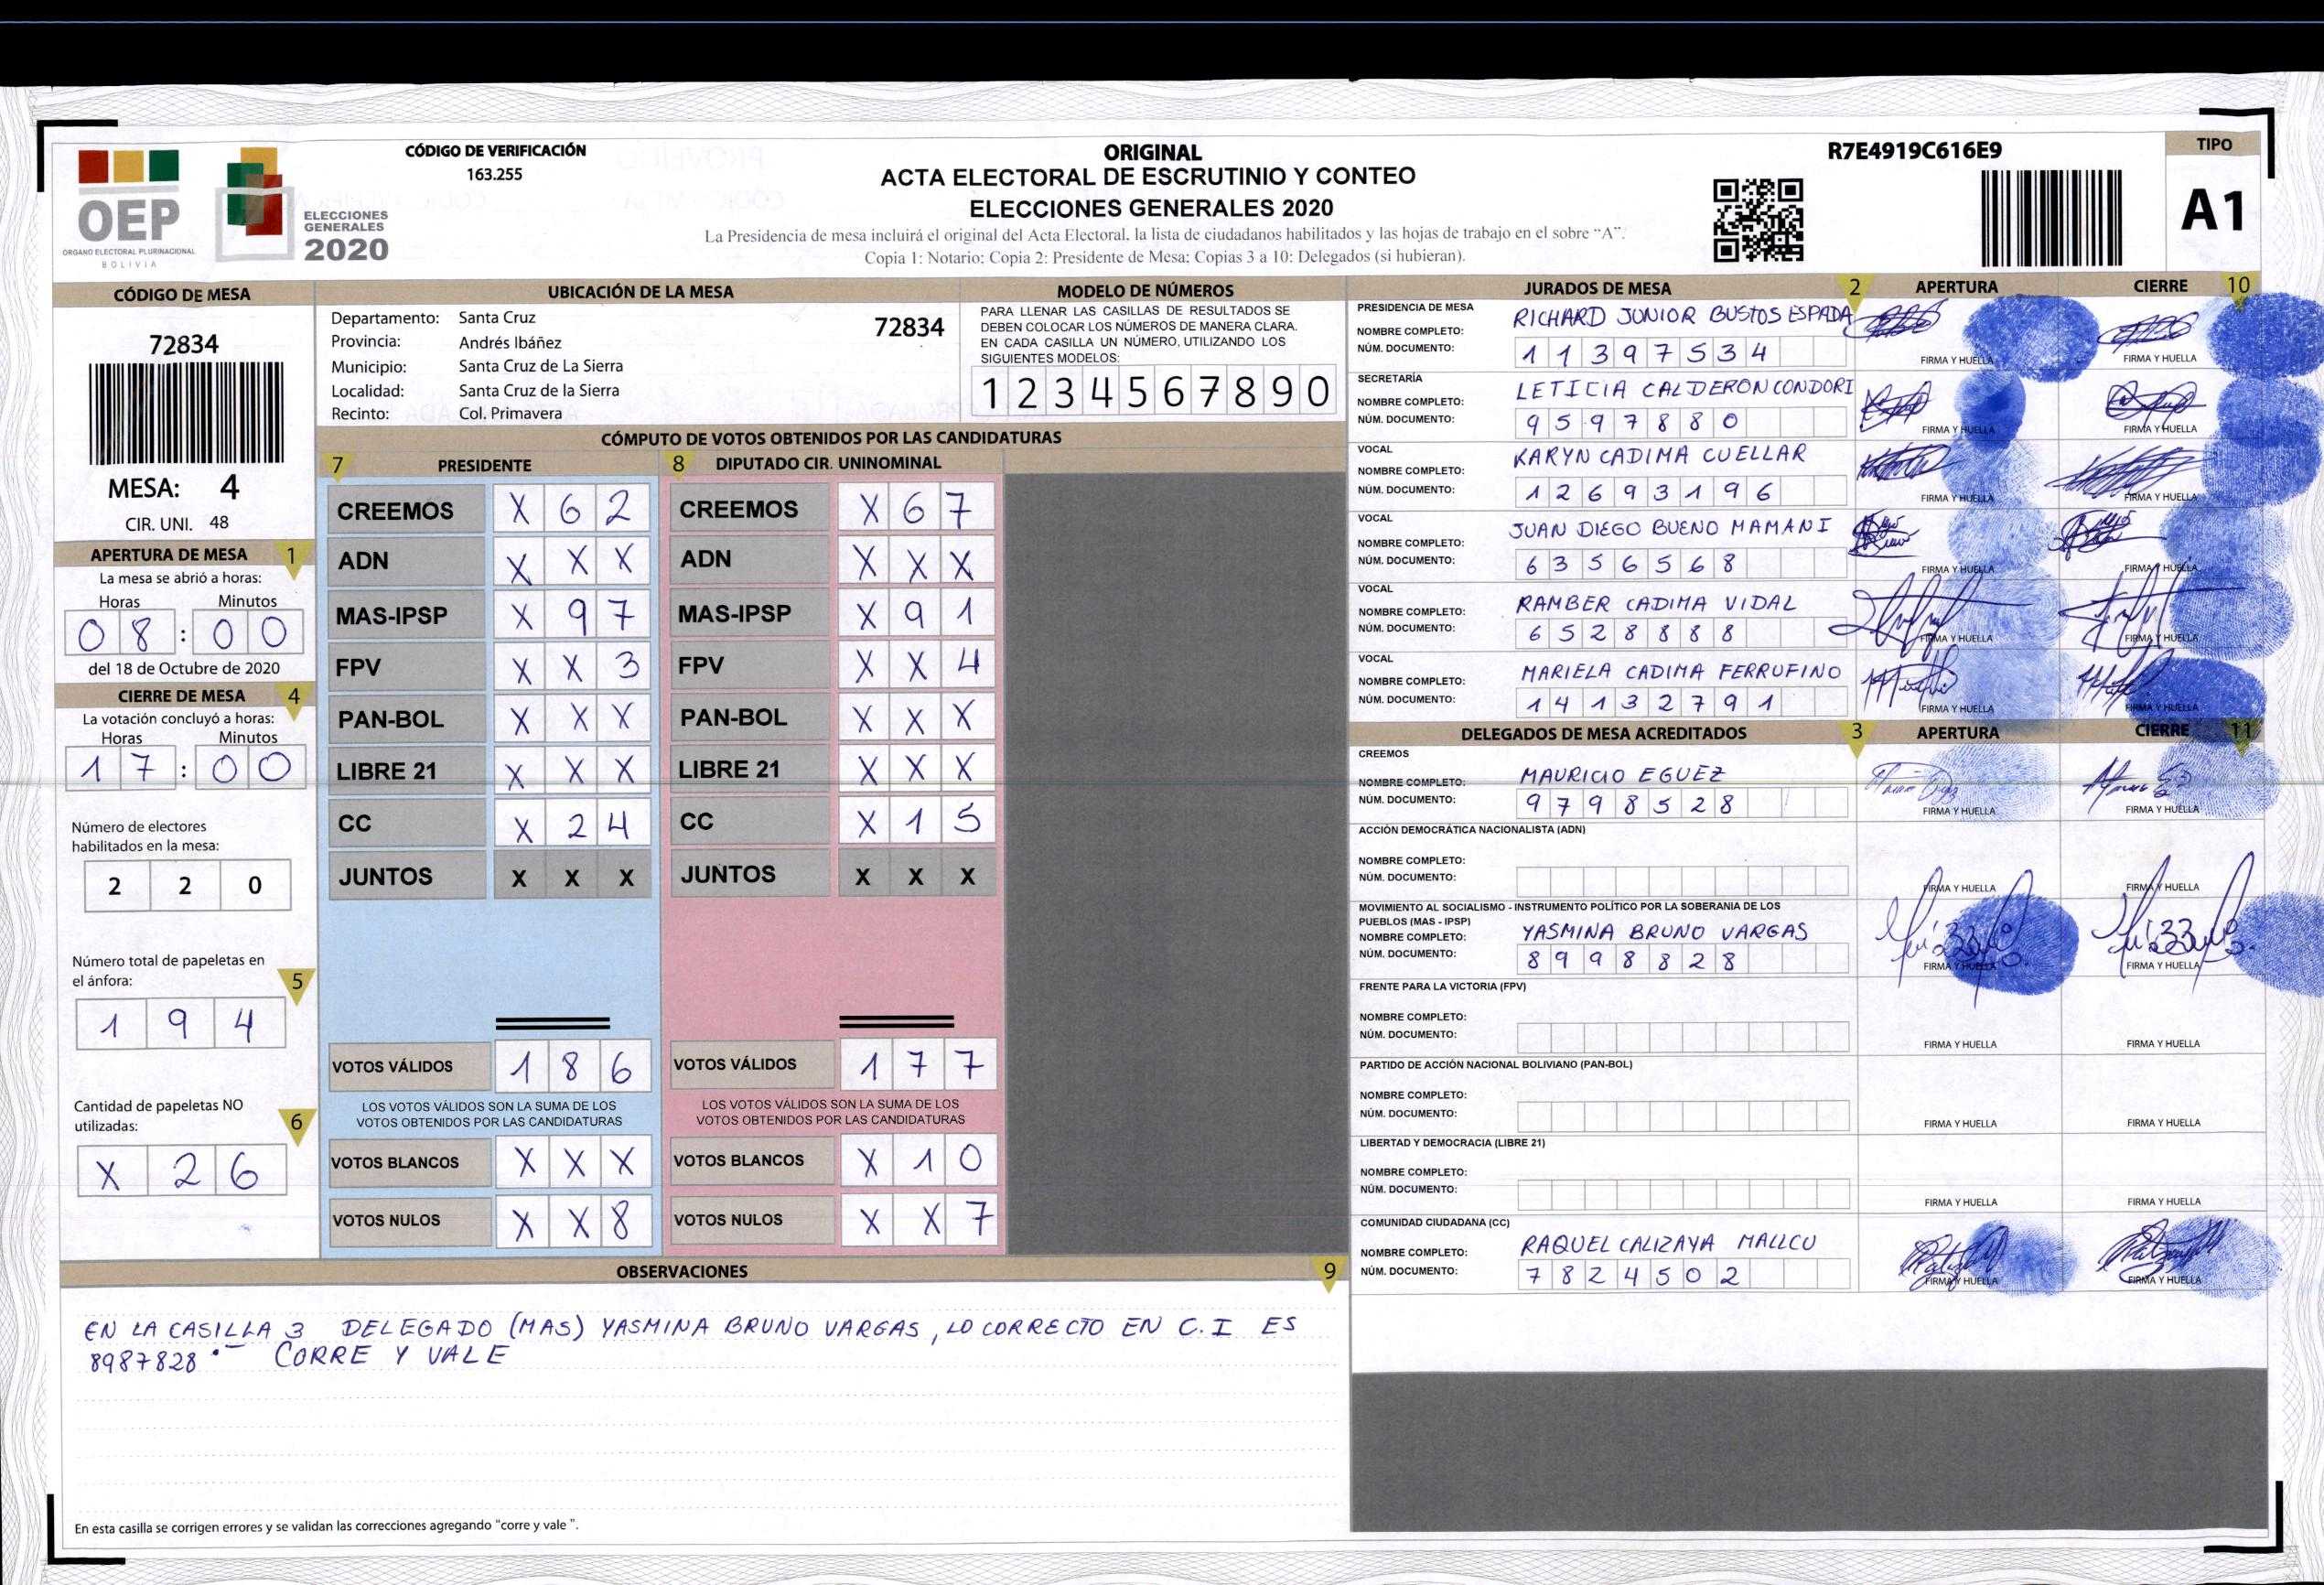 CÓDIGO DE VERIFICACIÓN
163.255
OEP
ORGANO ELECTORAL PLURINACIONAL
BOLIVIA
ELECCIONES
GENERALES
2020
ORIGINAL
ACTA ELECTORAL DE ESCRUTINIO Y CONTEO
ELECCIONES GENERALES 2020
La Presidencia de mesa incluirá el original del Acta Electoral, la lista de ciudadanos habilitados y las hojas de trabajo en el sobre “A”.
Copia 1: Notario; Copia 2: Presidente de Mesa; Copias 3 a 10: Delegados (si hubieran).
R7E4919C616E9
TIPO
A1
CÓDIGO DE MESA
72834
MESA: 4
CIR. UNI. 48
APERTURA DE MESA 1
La mesa se abrió a horas:
Horas Minutos
0 8 : 0 0
del 18 de Octubre de 2020
CIERRE DE MESA 4
La votación concluyó a horas:
Horas Minutos
1 7 : 0 0
Número de electores
habilitados en la mesa:
2 2 0
Número total de papeletas en
el ánfora: 5
1 9 4
Cantidad de papeletas NO
utilizadas: 6
X 2 6
UBICACIÓN DE LA MESA
Departamento: Santa Cruz 72834
Provincia: Andrés Ibáñez
Municipio: Santa Cruz de La Sierra
Localidad: Santa Cruz de la Sierra
Recinto: Col. Primavera
MODELO DE NÚMEROS
PARA LLENAR LAS CASILLAS DE RESULTADOS SE
DEBEN COLOCAR LOS NÚMEROS DE MANERA CLARA.
EN CADA CASILLA UN NÚMERO, UTILIZANDO LOS
SIGUIENTES MODELOS:
1 2 3 4 5 6 7 8 9 0
CÓMPUTO DE VOTOS OBTENIDOS POR LAS CANDIDATURAS
7 PRESIDENTE 8 DIPUTADO CIR. UNINOMINAL
CREEMOS X 6 2 CREEMOS X 6 7
ADN X X X ADN X X X
MAS-IPSP X 9 7 MAS-IPSP X 9 1
FPV X X 3 FPV X X 4
PAN-BOL X X X PAN-BOL X X X
LIBRE 21 X X X LIBRE 21 X X X
CC X 2 4 CC X 1 5
JUNTOS X X X JUNTOS X X X
VOTOS VÁLIDOS 1 8 6 VOTOS VÁLIDOS 1 7 7
LOS VOTOS VÁLIDOS SON LA SUMA DE LOS LOS VOTOS VÁLIDOS SON LA SUMA DE LOS
VOTOS OBTENIDOS POR LAS CANDIDATURAS VOTOS OBTENIDOS POR LAS CANDIDATURAS
VOTOS BLANCOS X X X VOTOS BLANCOS X 1 0
VOTOS NULOS X X 8 VOTOS NULOS X X 7
OBSERVACIONES 9
EN LA CASILLA 3 DELEGADO (MAS) YASMINA BRUNO VARGAS, LO CORRECTO EN C.I ES
8987828 .- CORRE Y VALE
En esta casilla se corrigen errores y se validan las correcciones agregando “corre y vale ”.
JURADOS DE MESA 2 APERTURA CIERRE 10
PRESIDENCIA DE MESA
NOMBRE COMPLETO: RICHARD JUNIOR BUSTOS ESPADA
NÚM. DOCUMENTO: 1 1 3 9 7 5 3 4
FIRMA Y HUELLA FIRMA Y HUELLA
SECRETARÍA
NOMBRE COMPLETO: LETICIA CALDERON CONDORI
NÚM. DOCUMENTO: 9 5 9 7 8 8 0
FIRMA Y HUELLA FIRMA Y HUELLA
VOCAL
NOMBRE COMPLETO: KARYN CADIMA CUELLAR
NÚM. DOCUMENTO: 1 2 6 9 3 1 9 6
FIRMA Y HUELLA FIRMA Y HUELLA
VOCAL
NOMBRE COMPLETO: JUAN DIEGO BUENO MAMANI
NÚM. DOCUMENTO: 6 3 5 6 5 6 8
FIRMA Y HUELLA FIRMA Y HUELLA
VOCAL
NOMBRE COMPLETO: RAMBER CADIMA VIDAL
NÚM. DOCUMENTO: 6 5 2 8 8 8 8
FIRMA Y HUELLA FIRMA Y HUELLA
VOCAL
NOMBRE COMPLETO: MARIELA CADIMA FERRUFINO
NÚM. DOCUMENTO: 1 4 1 3 2 7 9 1
FIRMA Y HUELLA FIRMA Y HUELLA
DELEGADOS DE MESA ACREDITADOS 3 APERTURA CIERRE 11
CREEMOS
NOMBRE COMPLETO: MAURICIO EGUEZ
NÚM. DOCUMENTO: 9 7 9 8 5 2 8
FIRMA Y HUELLA FIRMA Y HUELLA
ACCIÓN DEMOCRÁTICA NACIONALISTA (ADN)
NOMBRE COMPLETO:
NÚM. DOCUMENTO:
FIRMA Y HUELLA FIRMA Y HUELLA
MOVIMIENTO AL SOCIALISMO - INSTRUMENTO POLÍTICO POR LA SOBERANIA DE LOS
PUEBLOS (MAS - IPSP)
NOMBRE COMPLETO: YASMINA BRUNO VARGAS
NÚM. DOCUMENTO: 8 9 9 8 8 2 8
FIRMA Y HUELLA FIRMA Y HUELLA
FRENTE PARA LA VICTORIA (FPV)
NOMBRE COMPLETO:
NÚM. DOCUMENTO:
FIRMA Y HUELLA FIRMA Y HUELLA
PARTIDO DE ACCIÓN NACIONAL BOLIVIANO (PAN-BOL)
NOMBRE COMPLETO:
NÚM. DOCUMENTO:
FIRMA Y HUELLA FIRMA Y HUELLA
LIBERTAD Y DEMOCRACIA (LIBRE 21)
NOMBRE COMPLETO:
NÚM. DOCUMENTO:
FIRMA Y HUELLA FIRMA Y HUELLA
COMUNIDAD CIUDADANA (CC)
NOMBRE COMPLETO: RAQUEL CALIZAYA MALLCU
NÚM. DOCUMENTO: 7 8 2 4 5 0 2
FIRMA Y HUELLA FIRMA Y HUELLA